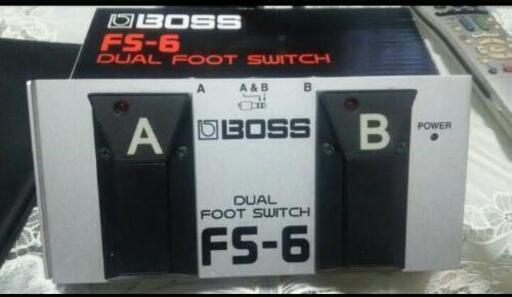 BOSS
FS-6
DUAL FOOT SWITCH
A A & B B
A BOSS B
POWER
DUAL
FOOT SWITCH
FS-6